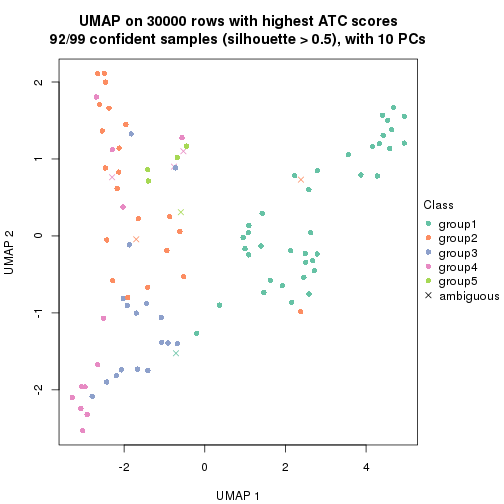 UMAP on 30000 rows with highest ATC scores
92/99 confident samples (silhouette > 0.5), with 10 PCs
2
1
0
-1
-2
UMAP 2
-2
0
2
4
UMAP 1
Class
group1
group2
group3
group4
group5
ambiguous